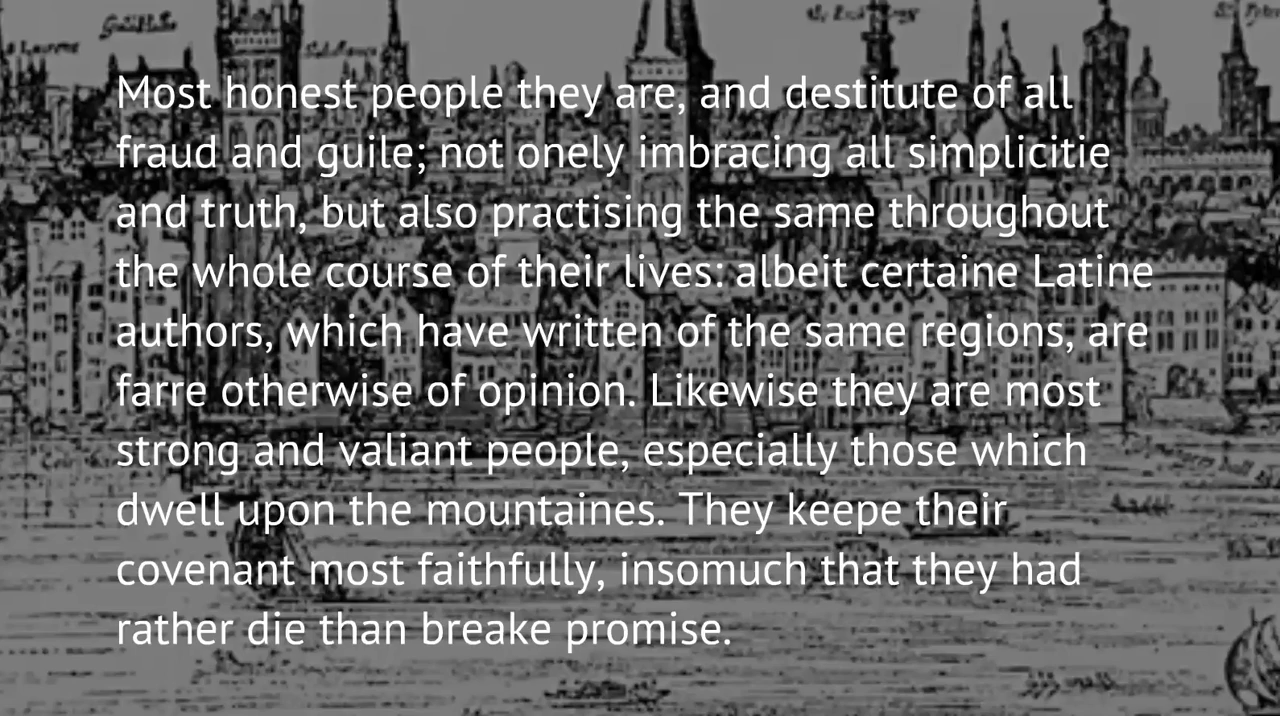 Most honest people they are, and destitute of all
fraud and guile; not onely imbracing all simplicitie
and truth, but also practising the same throughout
the whole course of their lives: albeit certaine Latine
authors, which have written of the same regions, are
farre otherwise of opinion. Likewise they are most
strong and valiant people, especially those which
dwell upon the mountaines. They keepe their
covenant most faithfully, insomuch that they had
rather die than breake promise.